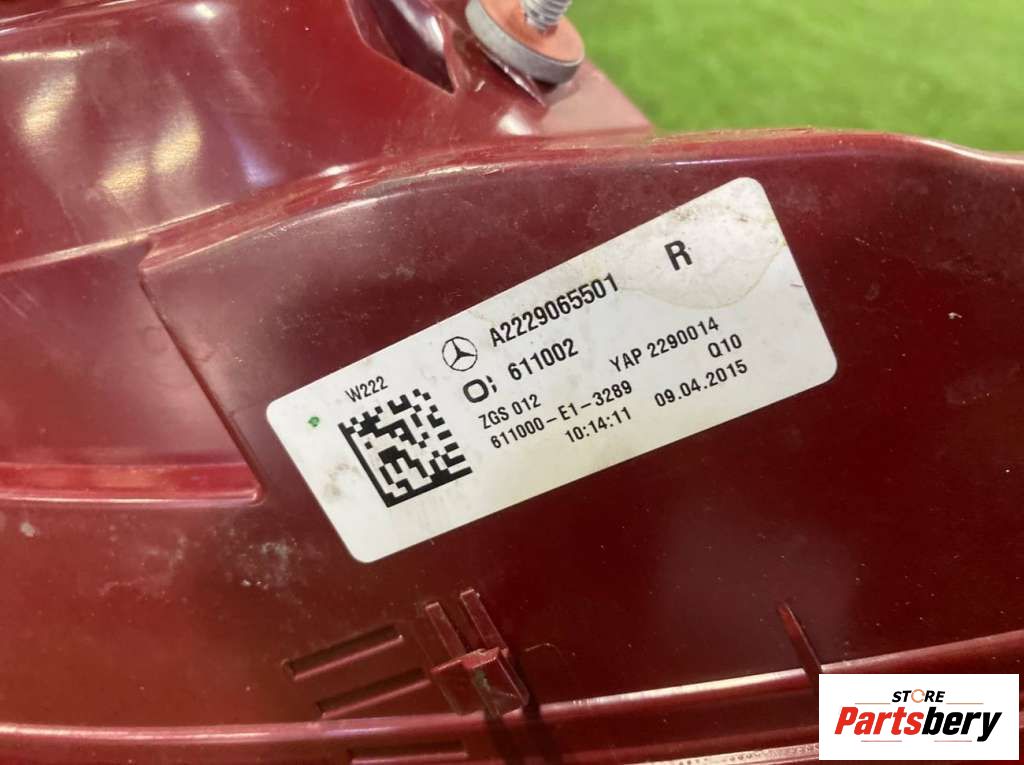 W222
A2229065501 R
611002
ZGS 012 YAP 2290014
611000-E1-3289 Q10
10:14:11 09.04.2015
STORE
Partsbery